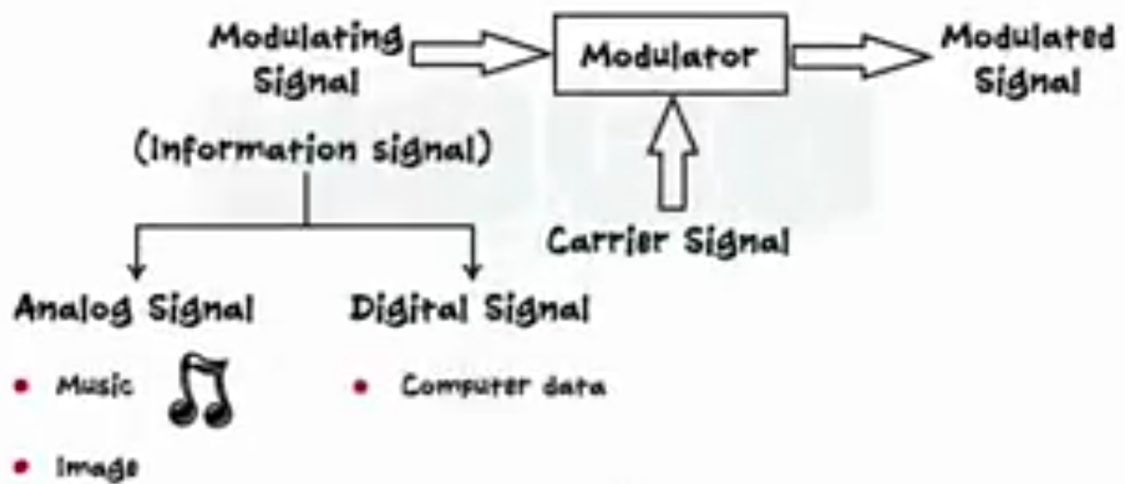 Modulating
Signal
Modulator
Modulated
Signal
(Information signal)
Carrier Signal
Analog Signal
Digital Signal
Music
Computer data
Image